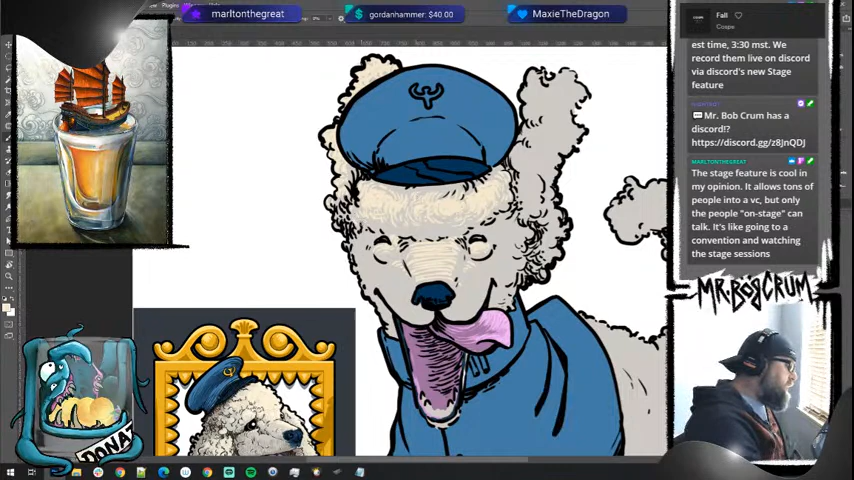 marltonthegreat
gordanhammer: $40.00
MaxieTheDragon
Fall
est time, 3:30 mst. We
record them live on discord
via discord's new Stage
feature
Mr. Bob Crum has a
discord!?
https://discord.gg/z8JnQDJ
MARLTONTHEGREAT
The stage feature is cool in
my opinion. It allows tons of
people into a vc, but only
the people "on-stage" can
talk. It's like going to a
convention and watching
the stage sessions
MR.BOBCRUM
DONAT